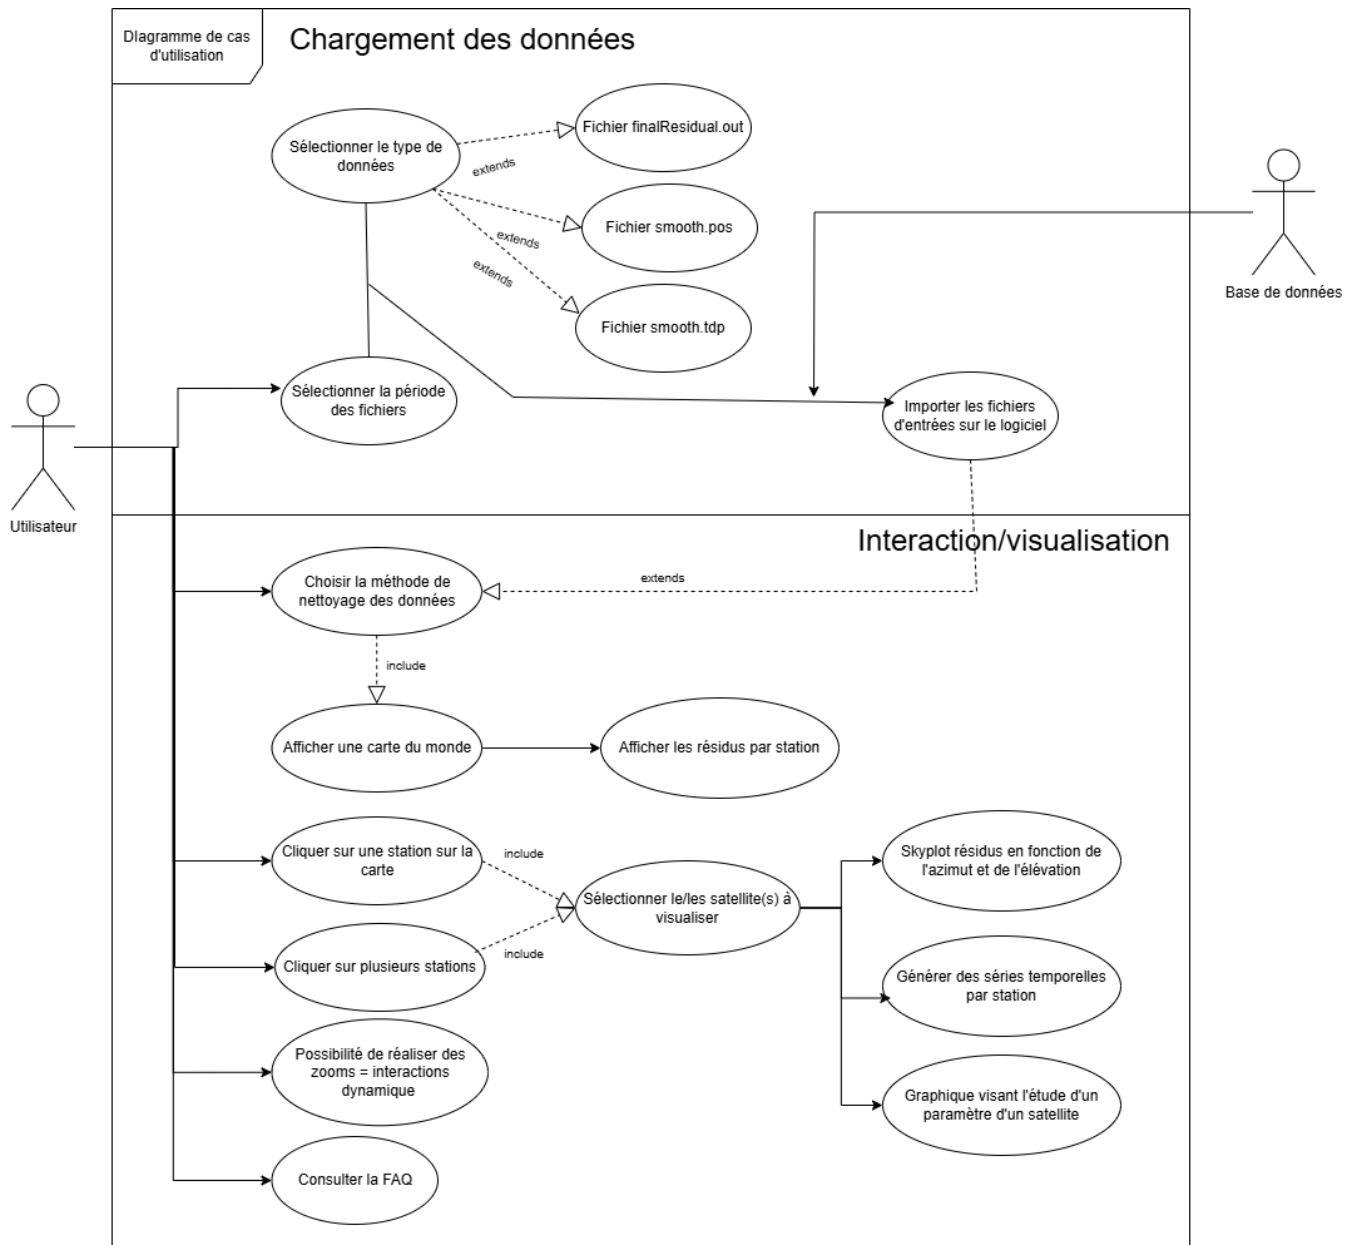 DIagramme de cas
d'utilisation
Chargement des données
Sélectionner le type de
données
Fichier finalResidual.out
extends
Fichier smooth.pos
extends
extends
Fichier smooth.tdp
Base de données
Sélectionner la période
des fichiers
Importer les fichiers
d'entrées sur le logiciel
Utilisateur
Interaction/visualisation
Choisir la méthode de
nettoyage des données
extends
include
Afficher une carte du monde
Afficher les résidus par station
Cliquer sur une station sur la
carte
include
Sélectionner le/les satellite(s) à
visualiser
Skyplot résidus en fonction de
l'azimut et de l'élévation
Cliquer sur plusieurs stations
include
Générer des séries temporelles
par station
Possibilité de réaliser des
zooms = interactions
dynamique
Graphique visant l'étude d'un
paramètre d'un satellite
Consulter la FAQ